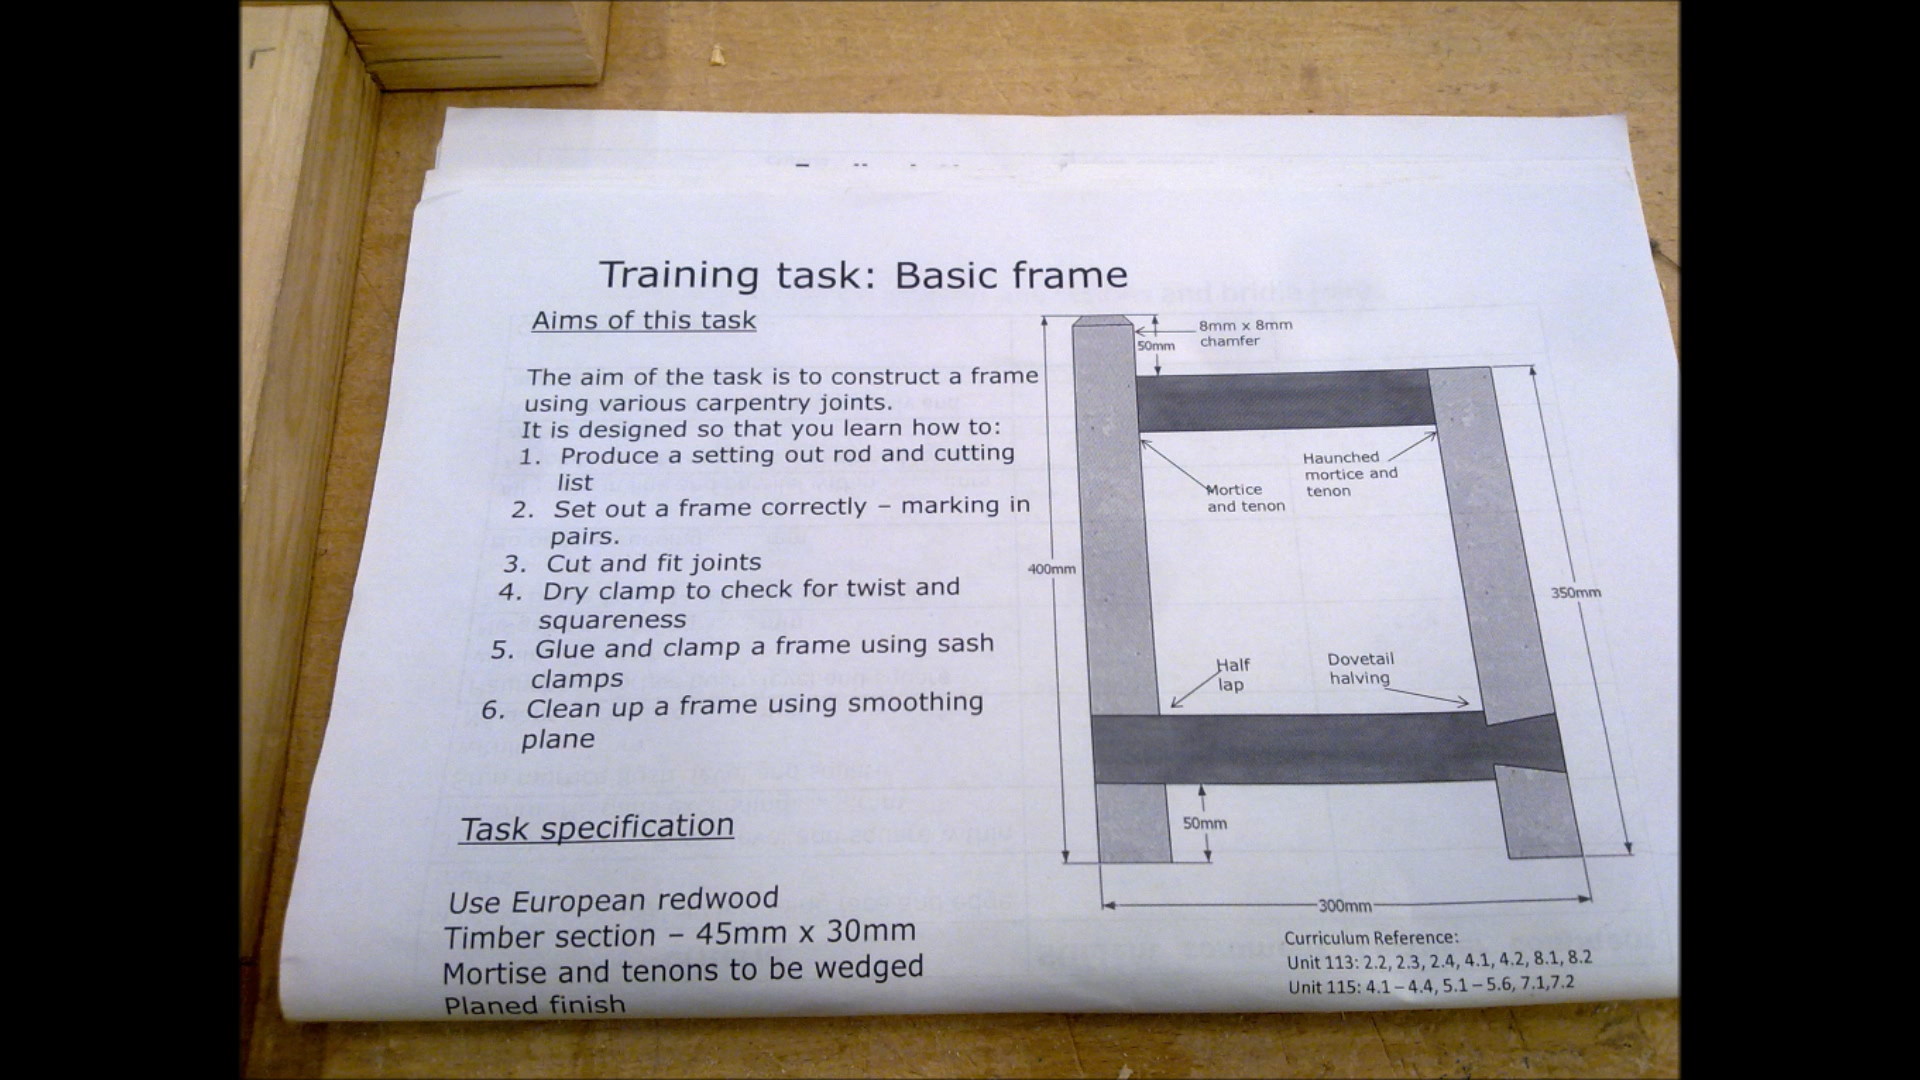 Training task: Basic frame
Aims of this task
The aim of the task is to construct a frame
using various carpentry joints.
It is designed so that you learn how to:
1. Produce a setting out rod and cutting
list
2. Set out a frame correctly – marking in
pairs.
3. Cut and fit joints
4. Dry clamp to check for twist and
squareness
5. Glue and clamp a frame using sash
clamps
6. Clean up a frame using smoothing
plane
Task specification
Use European redwood
Timber section – 45mm x 30mm
Mortise and tenons to be wedged
Planed finish
8mm x 8mm
chamfer
50mm
Haunched
mortice and
tenon
Mortice
and tenon
400mm
350mm
Half
lap
Dovetail
halving
50mm
300mm
Curriculum Reference:
Unit 113: 2.2, 2.3, 2.4, 4.1, 4.2, 8.1, 8.2
Unit 115: 4.1 – 4.4, 5.1 – 5.6, 7.1,7.2